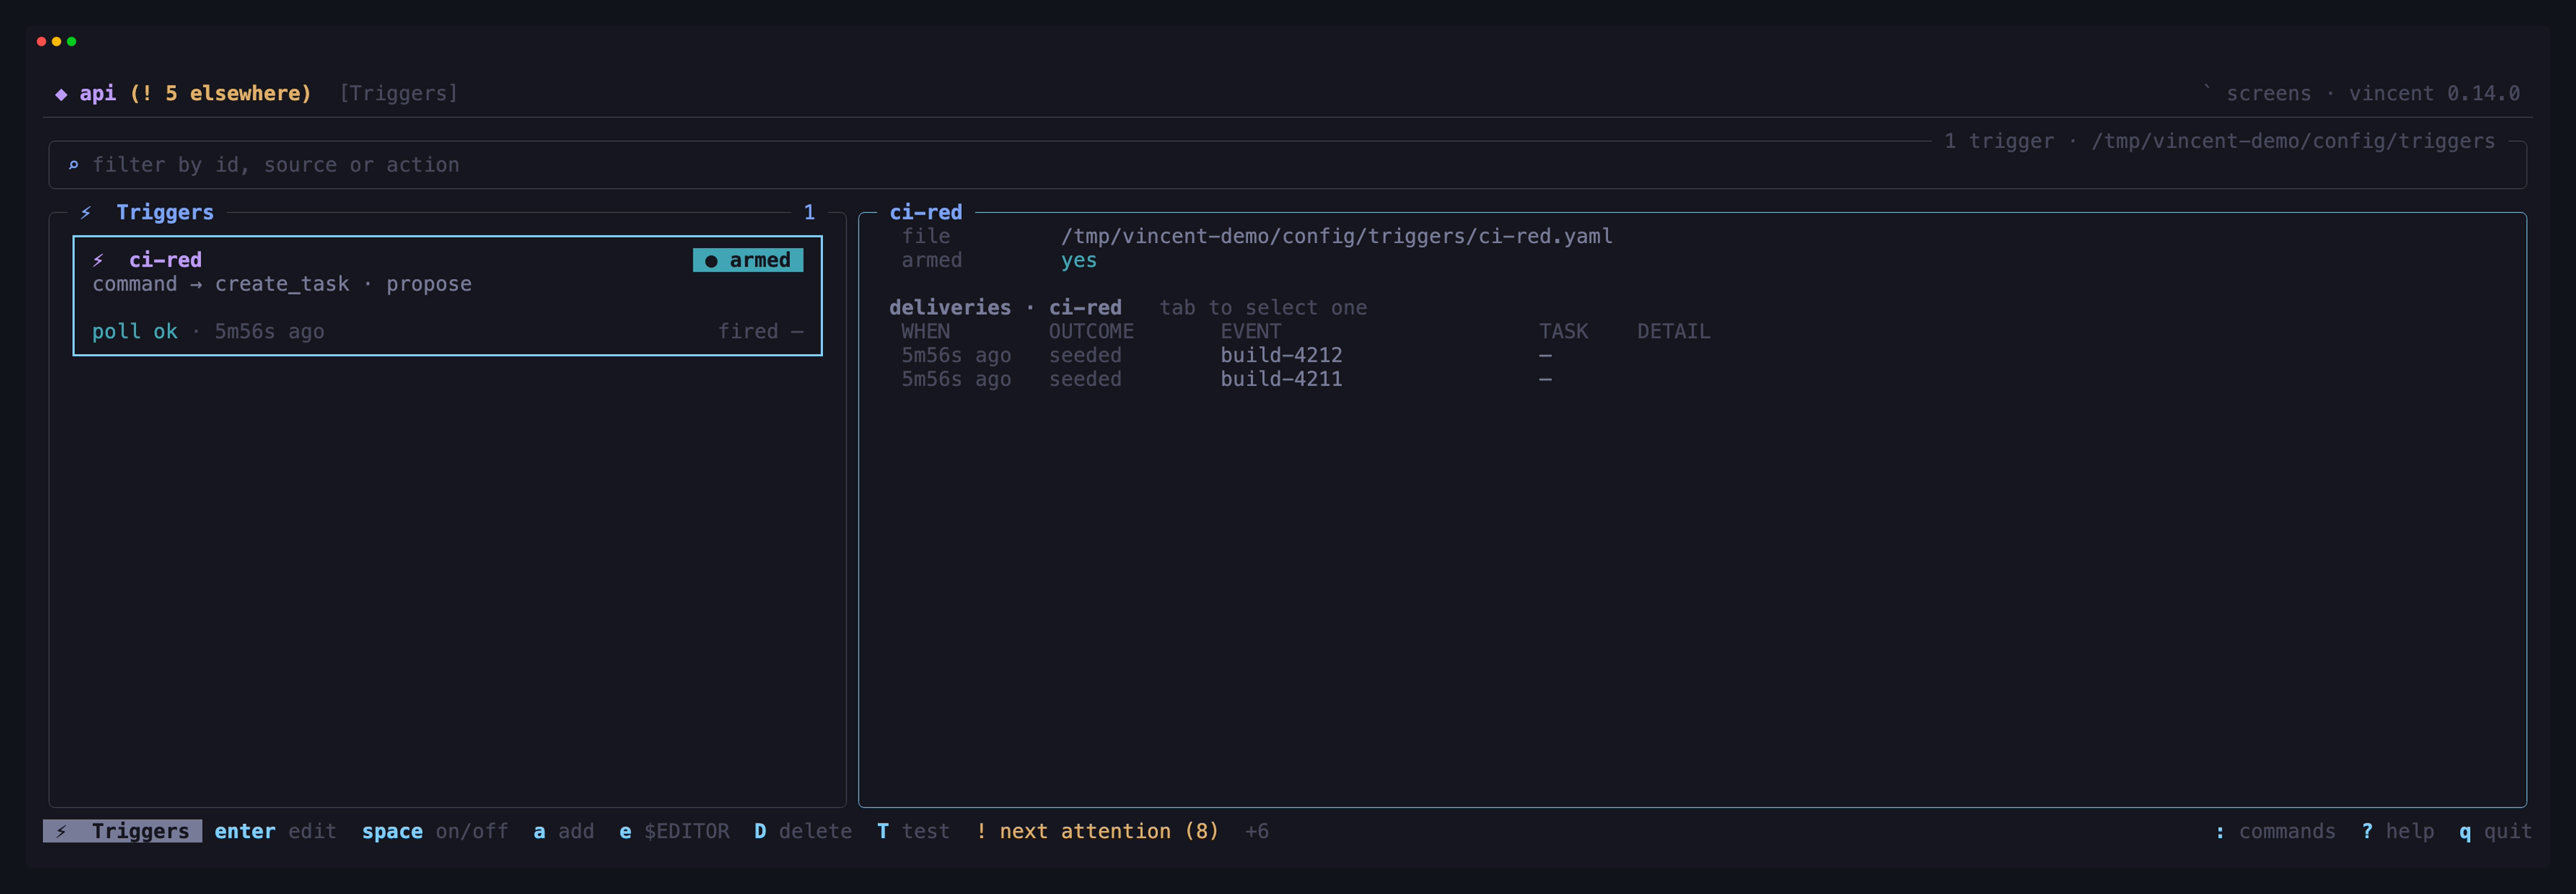 ◆ api (! 5 elsewhere) [Triggers] ` screens · vincent 0.14.0
1 trigger · /tmp/vincent-demo/config/triggers
⌕ filter by id, source or action
⚡ Triggers 1
⚡ ci-red ● armed
command → create_task · propose
poll ok · 5m56s ago fired —
ci-red
file /tmp/vincent-demo/config/triggers/ci-red.yaml
armed yes
deliveries · ci-red tab to select one
WHEN OUTCOME EVENT TASK DETAIL
5m56s ago seeded build-4212 —
5m56s ago seeded build-4211 —
⚡ Triggers enter edit space on/off a add e $EDITOR D delete T test ! next attention (8) +6 : commands ? help q quit